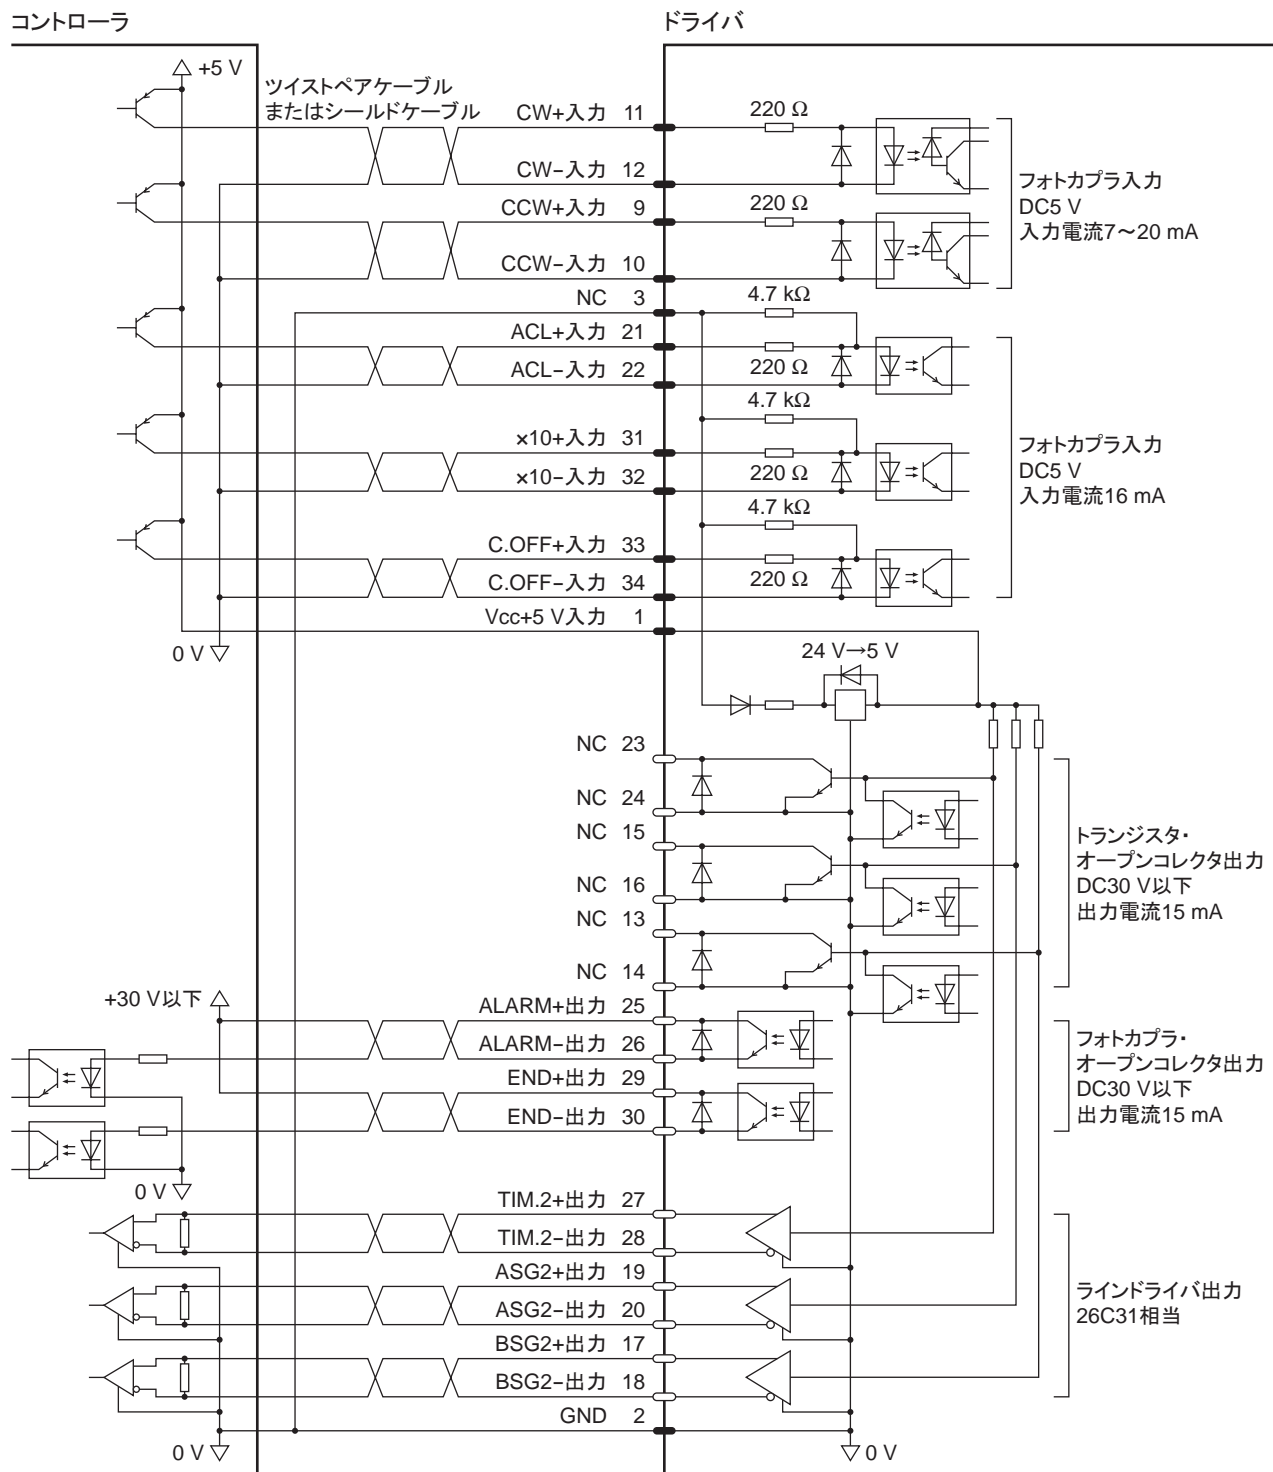 コントローラ
ドライバ
+5 V
ツイストペアケーブル
またはシールドケーブル
CW+入力 11
220 Ω
CW−入力 12
フォトカプラ入力
DC5 V
入力電流7～20 mA
CCW+入力 9
220 Ω
CCW−入力 10
NC 3
4.7 kΩ
ACL+入力 21
ACL−入力 22
220 Ω
4.7 kΩ
×10+入力 31
×10−入力 32
220 Ω
フォトカプラ入力
DC5 V
入力電流16 mA
4.7 kΩ
C.OFF+入力 33
C.OFF−入力 34
220 Ω
Vcc+5 V入力 1
0 V
24 V→5 V
NC 23
NC 24
NC 15
NC 16
NC 13
NC 14
トランジスタ・
オープンコレクタ出力
DC30 V以下
出力電流15 mA
+30 V以下
ALARM+出力 25
ALARM−出力 26
END+出力 29
END−出力 30
フォトカプラ・
オープンコレクタ出力
DC30 V以下
出力電流15 mA
0 V
TIM.2+出力 27
TIM.2−出力 28
ASG2+出力 19
ASG2−出力 20
BSG2+出力 17
BSG2−出力 18
ラインドライバ出力
26C31相当
GND 2
0 V
0 V